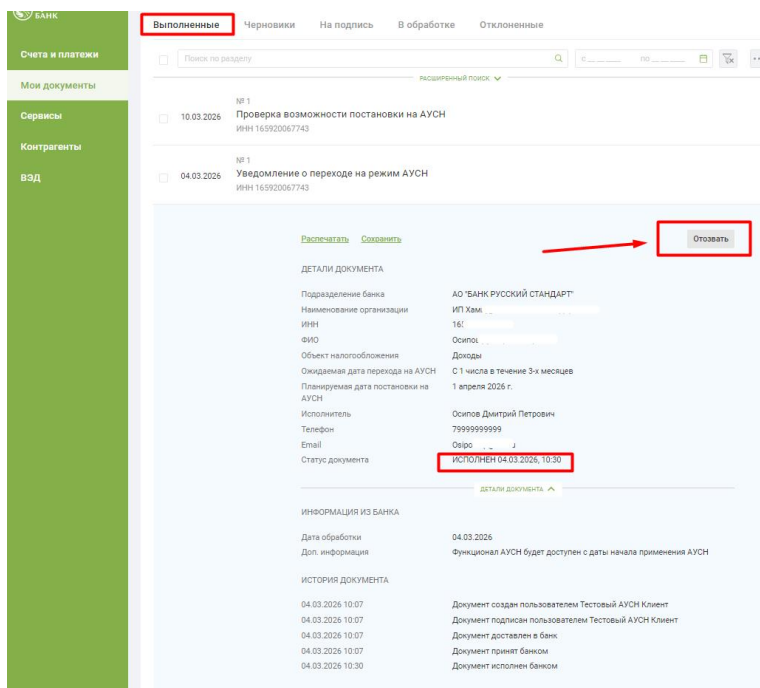 БАНК
Выполненные Черновики На подпись В обработке Отклоненные
Счета и платежи
Мои документы
Сервисы
Контрагенты
ВЭД
Поиск по разделу с по
РАСШИРЕННЫЙ ПОИСК
№ 1
10.03.2026 Проверка возможности постановки на АУСН
ИНН 165920067743
№ 1
04.03.2026 Уведомление о переходе на режим АУСН
ИНН 165920067743
Распечатать Сохранить Отозвать
ДЕТАЛИ ДОКУМЕНТА
Подразделение банка АО "БАНК РУССКИЙ СТАНДАРТ"
Наименование организации ИП
ИНН
ФИО
Объект налогообложения Доходы
Ожидаемая дата перехода на АУСН С 1 числа в течение 3-х месяцев
Планируемая дата постановки на 1 апреля 2026 г.
АУСН
Исполнитель Осипов Дмитрий Петрович
Телефон 79999999999
Email
Статус документа ИСПОЛНЕН 04.03.2026, 10:30
ДЕТАЛИ ДОКУМЕНТА
ИНФОРМАЦИЯ ИЗ БАНКА
Дата обработки 04.03.2026
Доп. информация Функционал АУСН будет доступен с даты начала применения АУСН
ИСТОРИЯ ДОКУМЕНТА
04.03.2026 10:07 Документ создан пользователем Тестовый АУСН Клиент
04.03.2026 10:07 Документ подписан пользователем Тестовый АУСН Клиент
04.03.2026 10:07 Документ доставлен в банк
04.03.2026 10:07 Документ принят банком
04.03.2026 10:30 Документ исполнен банком